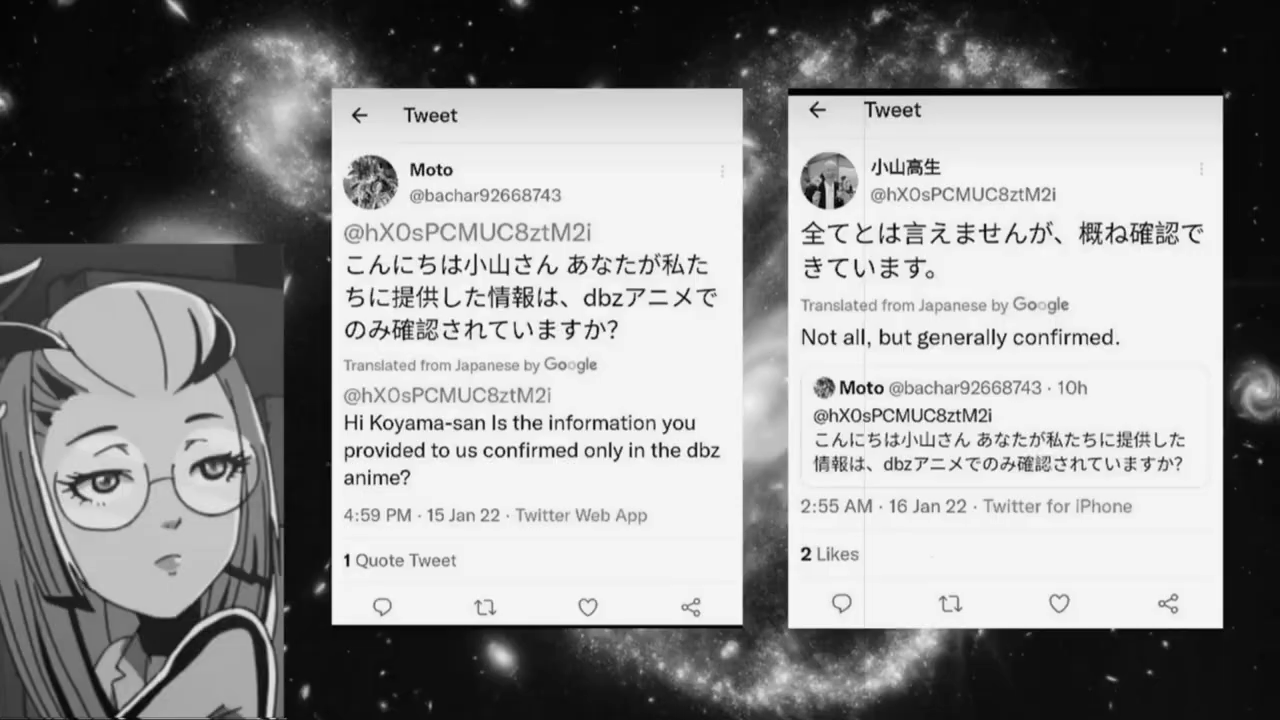 Tweet
Moto
@bachar92668743
@hX0sPCMUC8ztM2i
こんにちは小山さん あなたが私た
ちに提供した情報は、dbzアニメで
のみ確認されていますか?
Translated from Japanese by Google
@hX0sPCMUC8ztM2i
Hi Koyama-san Is the information you
provided to us confirmed only in the dbz
anime?
4:59 PM · 15 Jan 22 · Twitter Web App
1 Quote Tweet
Tweet
小山高生
@hX0sPCMUC8ztM2i
全てとは言えませんが、概ね確認で
きています。
Translated from Japanese by Google
Not all, but generally confirmed.
Moto @bachar92668743 · 10h
@hX0sPCMUC8ztM2i
こんにちは小山さん あなたが私たちに提供した
情報は、dbzアニメでのみ確認されていますか?
2:55 AM · 16 Jan 22 · Twitter for iPhone
2 Likes